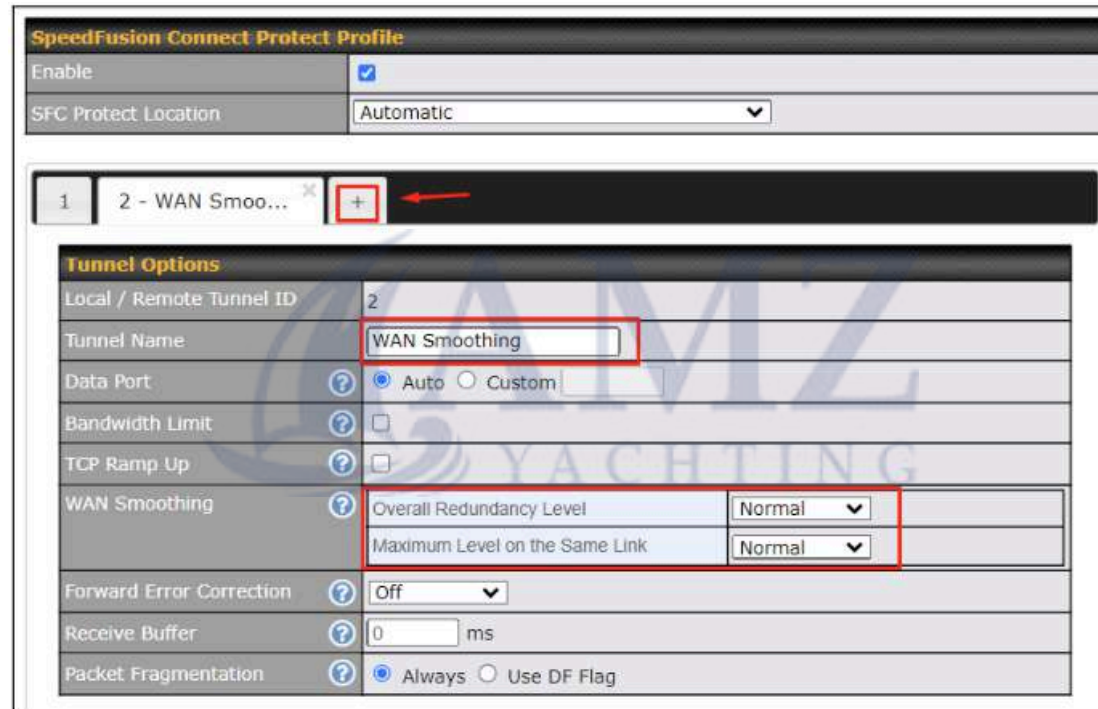 SpeedFusion Connect Protect Profile
Enable
SFC Protect Location Automatic
1 2 - WAN Smoo... × +
Tunnel Options
Local / Remote Tunnel ID 2
Tunnel Name WAN Smoothing
Data Port ? Auto Custom
Bandwidth Limit ?
TCP Ramp Up ?
WAN Smoothing ? Overall Redundancy Level Normal
Maximum Level on the Same Link Normal
Forward Error Correction ? Off
Receive Buffer ? 0 ms
Packet Fragmentation ? Always Use DF Flag
AMZ
YACHTING